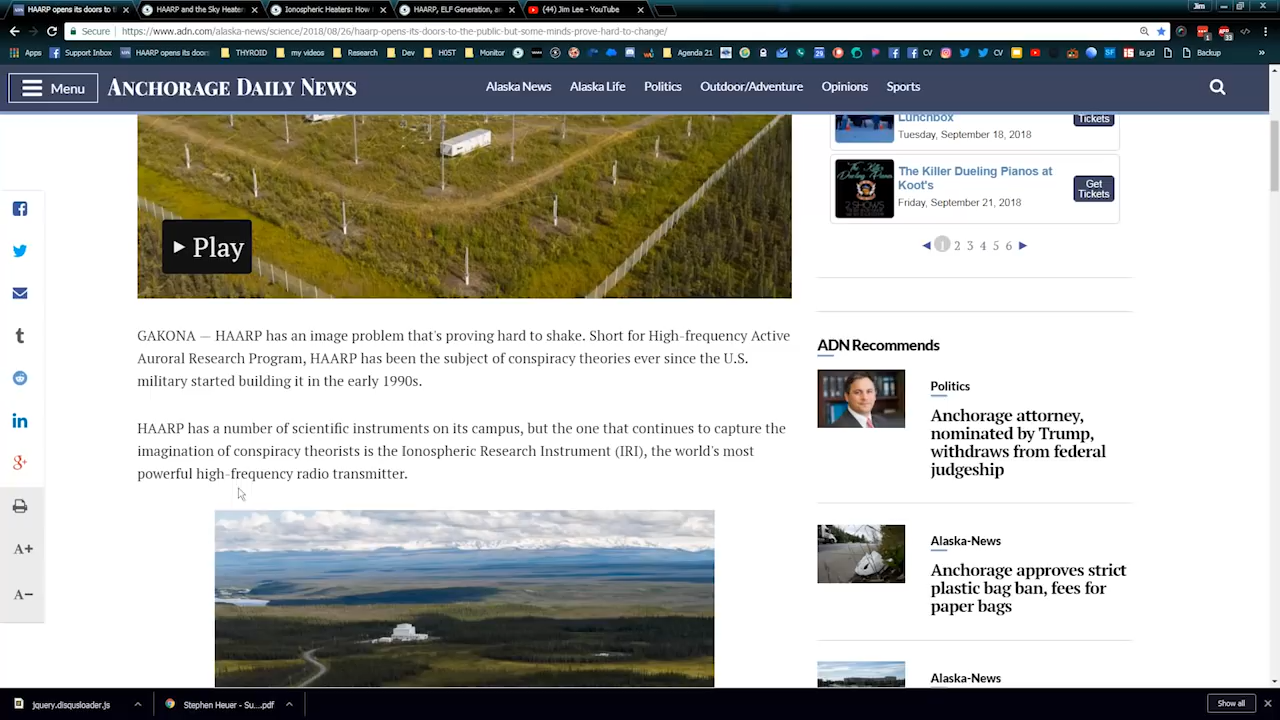 HAARP opens its doors to t
HAARP and the Sky Heater
Ionospheric Heaters: How
HAARP, ELF Generation, an
(44) Jim Lee - YouTube
Jim
Secure
https://www.adn.com/alaska-news/science/2018/08/26/haarp-opens-its-doors-to-the-public-but-some-minds-prove-hard-to-change/
Apps
Support Inbox
HAARP opens its doors
THYROID
my videos
Research
Dev
HOST
Monitor
Agenda 21
CV
CV
is.gd
Backup
Menu
ANCHORAGE DAILY NEWS
Alaska News
Alaska Life
Politics
Outdoor/Adventure
Opinions
Sports
Lunchbox
Tuesday, September 18, 2018
Tickets
The Killer Dueling Pianos at
Koot's
Friday, September 21, 2018
Get
Tickets
1 2 3 4 5 6
Play
GAKONA — HAARP has an image problem that's proving hard to shake. Short for High-frequency Active
Auroral Research Program, HAARP has been the subject of conspiracy theories ever since the U.S.
military started building it in the early 1990s.
HAARP has a number of scientific instruments on its campus, but the one that continues to capture the
imagination of conspiracy theorists is the Ionospheric Research Instrument (IRI), the world's most
powerful high-frequency radio transmitter.
ADN Recommends
Politics
Anchorage attorney,
nominated by Trump,
withdraws from federal
judgeship
Alaska-News
Anchorage approves strict
plastic bag ban, fees for
paper bags
Alaska-News
A+
A−
jquery.disqusloader.js
Stephen Heuer - Su....pdf
Show all